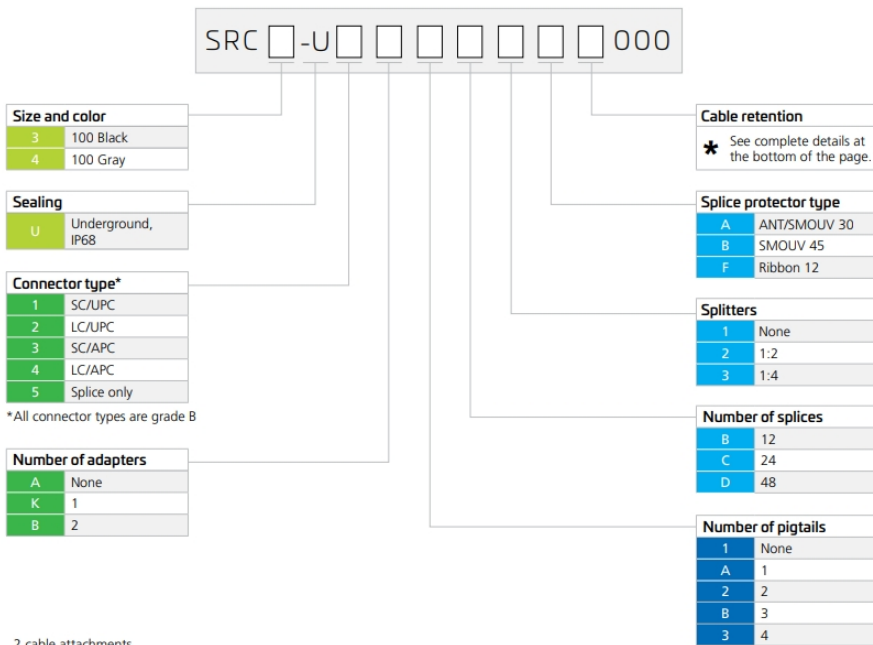 SRC -U 000
Size and color
3 100 Black
4 100 Gray
Sealing
U Underground,
IP68
Connector type*
1 SC/UPC
2 LC/UPC
3 SC/APC
4 LC/APC
5 Splice only
*All connector types are grade B
Number of adapters
A None
K 1
B 2
2 cable attachments
Cable retention
* See complete details at
the bottom of the page.
Splice protector type
A ANT/SMOUV 30
B SMOUV 45
F Ribbon 12
Splitters
1 None
2 1:2
3 1:4
Number of splices
B 12
C 24
D 48
Number of pigtails
1 None
A 1
2 2
B 3
3 4